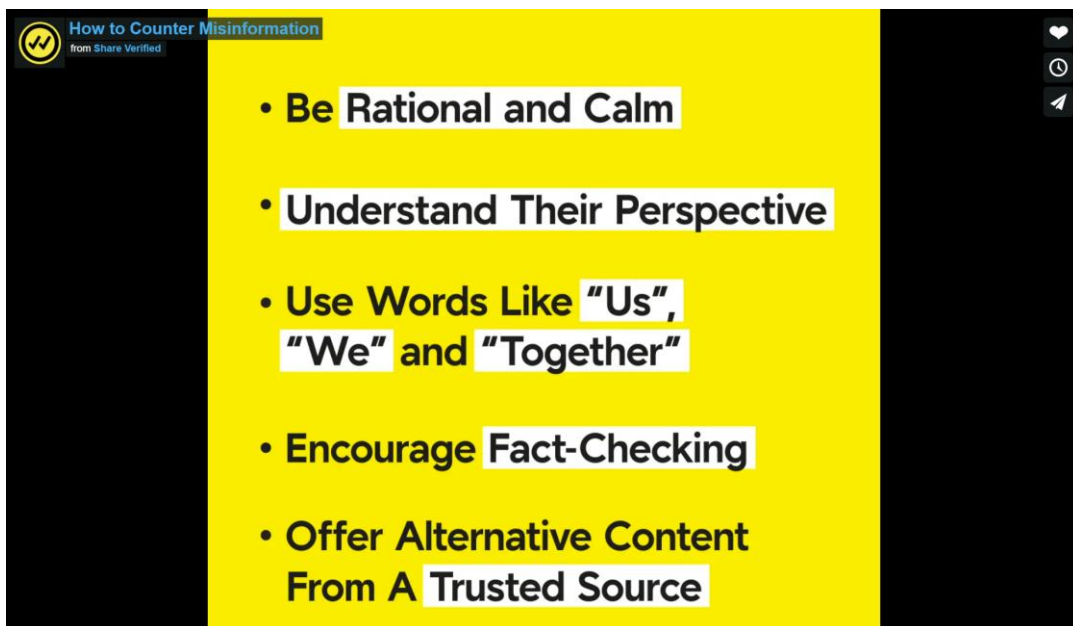 How to Counter Misinformation
from Share Verified
• Be Rational and Calm
• Understand Their Perspective
• Use Words Like “Us”,
“We” and “Together”
• Encourage Fact-Checking
• Offer Alternative Content
From A Trusted Source